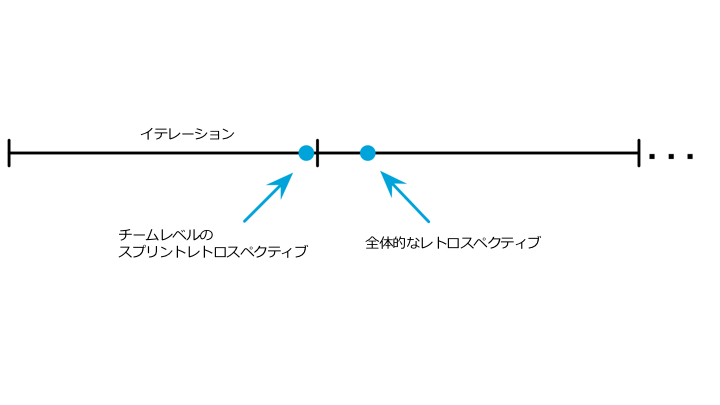 イテレーション
チームレベルの
スプリントレトロスペクティブ
全体的なレトロスペクティブ